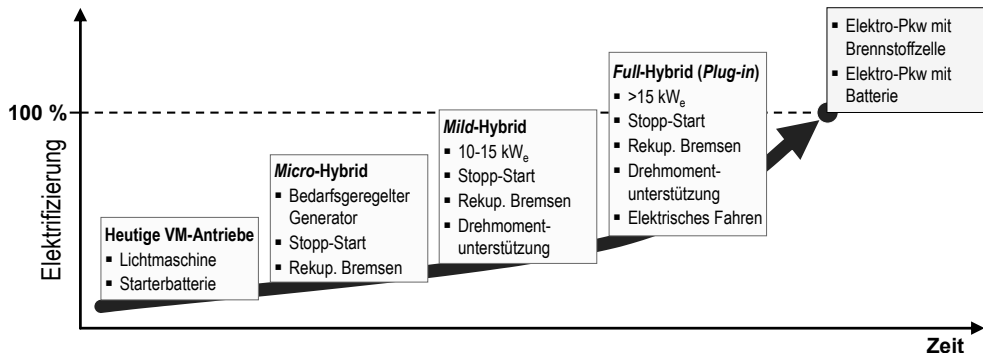 Elektrifizierung
100 %
Heutige VM-Antriebe
▪ Lichtmaschine
▪ Starterbatterie
Micro-Hybrid
▪ Bedarfsgeregelter
Generator
▪ Stopp-Start
▪ Rekup. Bremsen
Mild-Hybrid
▪ 10-15 kWe
▪ Stopp-Start
▪ Rekup. Bremsen
▪ Drehmoment-
unterstützung
Full-Hybrid (Plug-in)
▪ >15 kWe
▪ Stopp-Start
▪ Rekup. Bremsen
▪ Drehmoment-
unterstützung
▪ Elektrisches Fahren
▪ Elektro-Pkw mit
Brennstoffzelle
▪ Elektro-Pkw mit
Batterie
Zeit